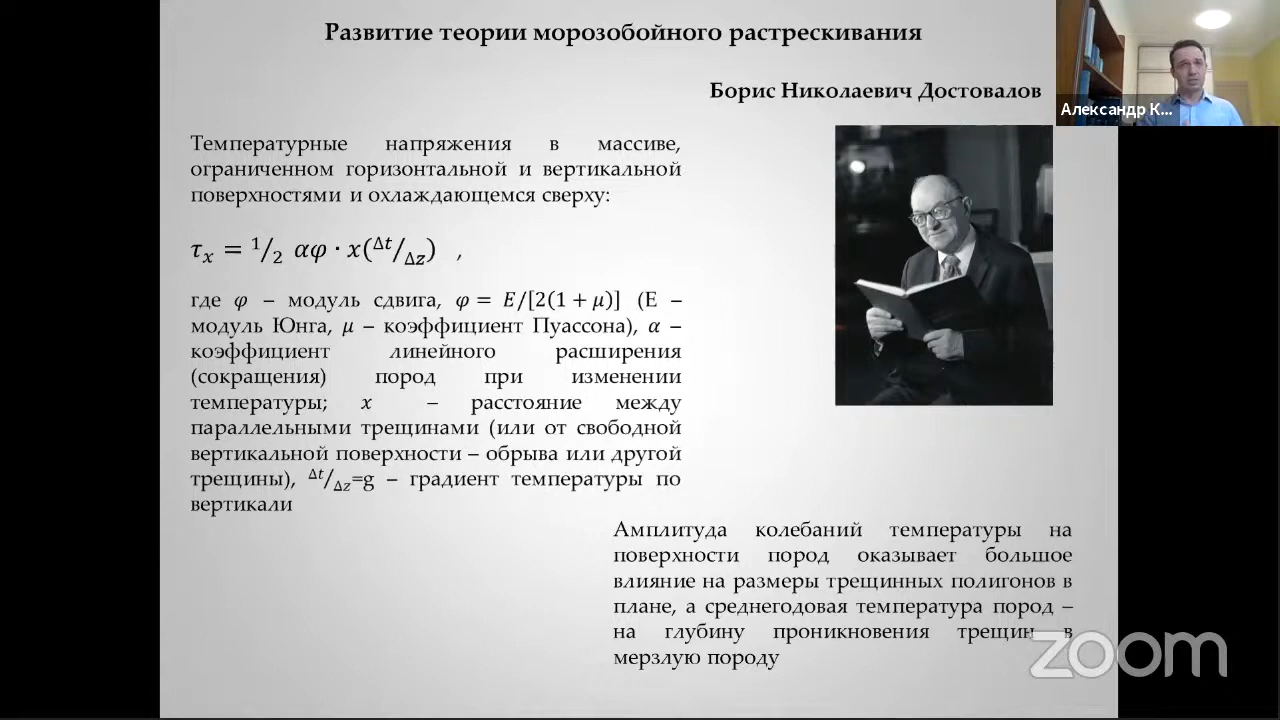 Развитие теории морозобойного растрескивания
Борис Николаевич Достовалов
Александр К...
Температурные напряжения в массиве,
ограниченном горизонтальной и вертикальной
поверхностями и охлаждающемся сверху:
τₓ = ¹/₂ αφ · x(Δt/Δz) ,
где φ – модуль сдвига, φ = E/[2(1 + μ)] (Е –
модуль Юнга, μ – коэффициент Пуассона), α –
коэффициент линейного расширения
(сокращения) пород при изменении
температуры; x – расстояние между
параллельными трещинами (или от свободной
вертикальной поверхности – обрыва или другой
трещины), Δt/Δz=g – градиент температуры по
вертикали
Амплитуда колебаний температуры на
поверхности пород оказывает большое
влияние на размеры трещинных полигонов в
плане, а среднегодовая температура пород –
на глубину проникновения трещин в
мерзлую породу
zoom